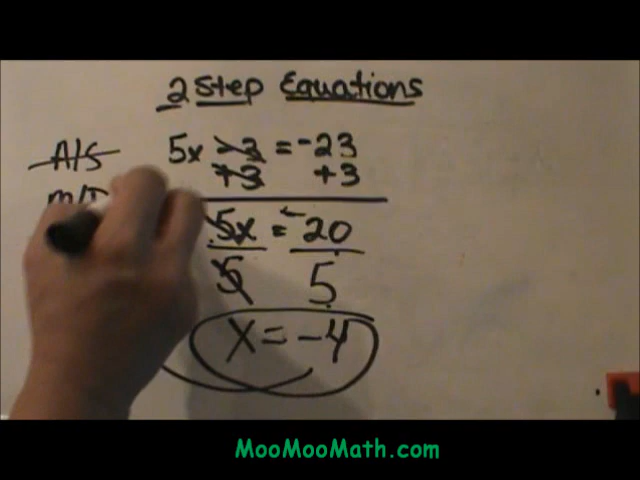 2 Step Equations
A/S 5x - 3 = -23
+3 +3
M/D
5x = -20
5 5
x = -4
MooMooMath.com